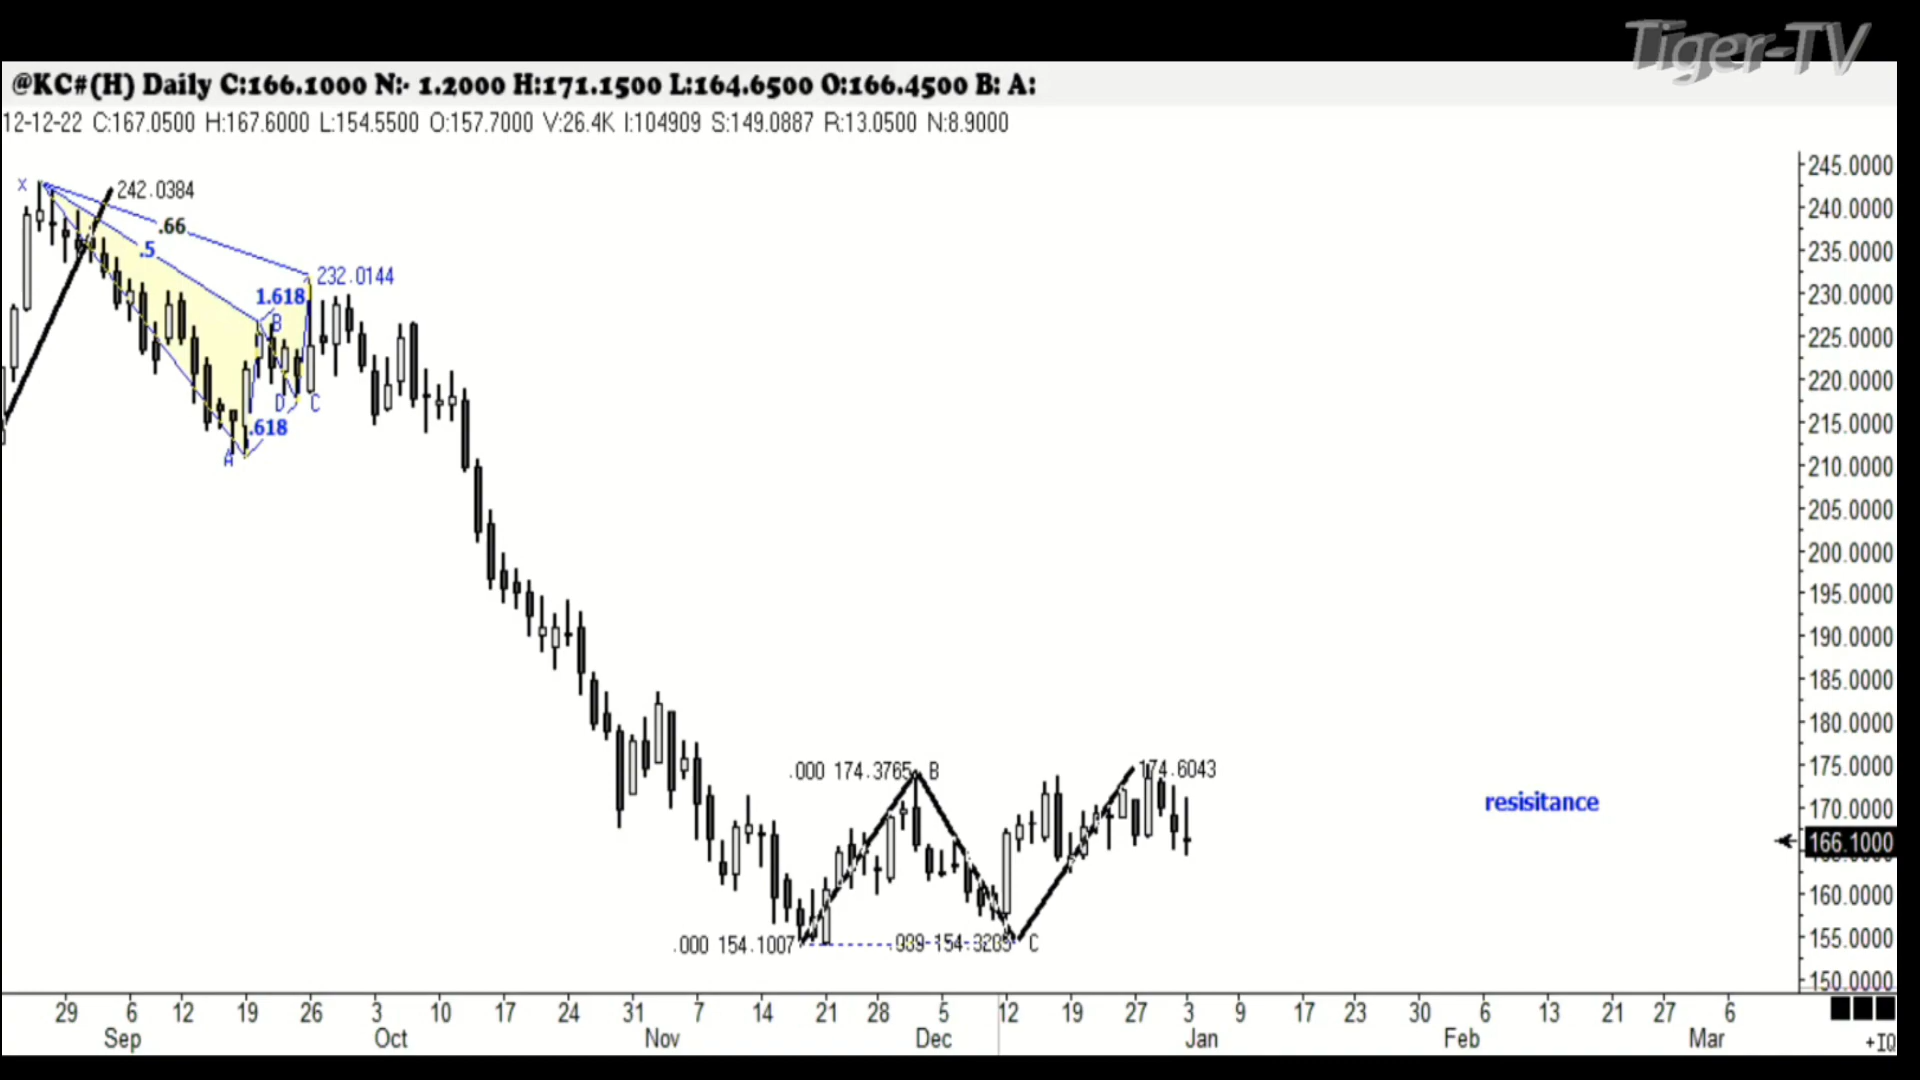 Tiger-TV
@KC#(H) Daily C:166.1000 N:- 1.2000 H:171.1500 L:164.6500 O:166.4500 B: A:
12-12-22 C:167.0500 H:167.6000 L:154.5500 O:157.7000 V:26.4K I:104909 S:149.0887 R:13.0500 N:8.9000
245.0000
X 242.0384
240.0000
.66
235.0000
.5
232.0144
230.0000
1.618
B
225.0000
220.0000
D C
215.0000
.618
A
210.0000
205.0000
200.0000
195.0000
190.0000
185.0000
180.0000
175.0000
.000 174.3765 B 174.6043
resisitance
170.0000
166.1000
160.0000
155.0000
.000 154.1007 C
150.0000
29 6 12 19 26 3 10 17 24 31 7 14 21 28 5 12 19 27 3 9 17 23 30 6 13 21 27 6
Sep Oct Nov Dec Jan Feb Mar
+IQ